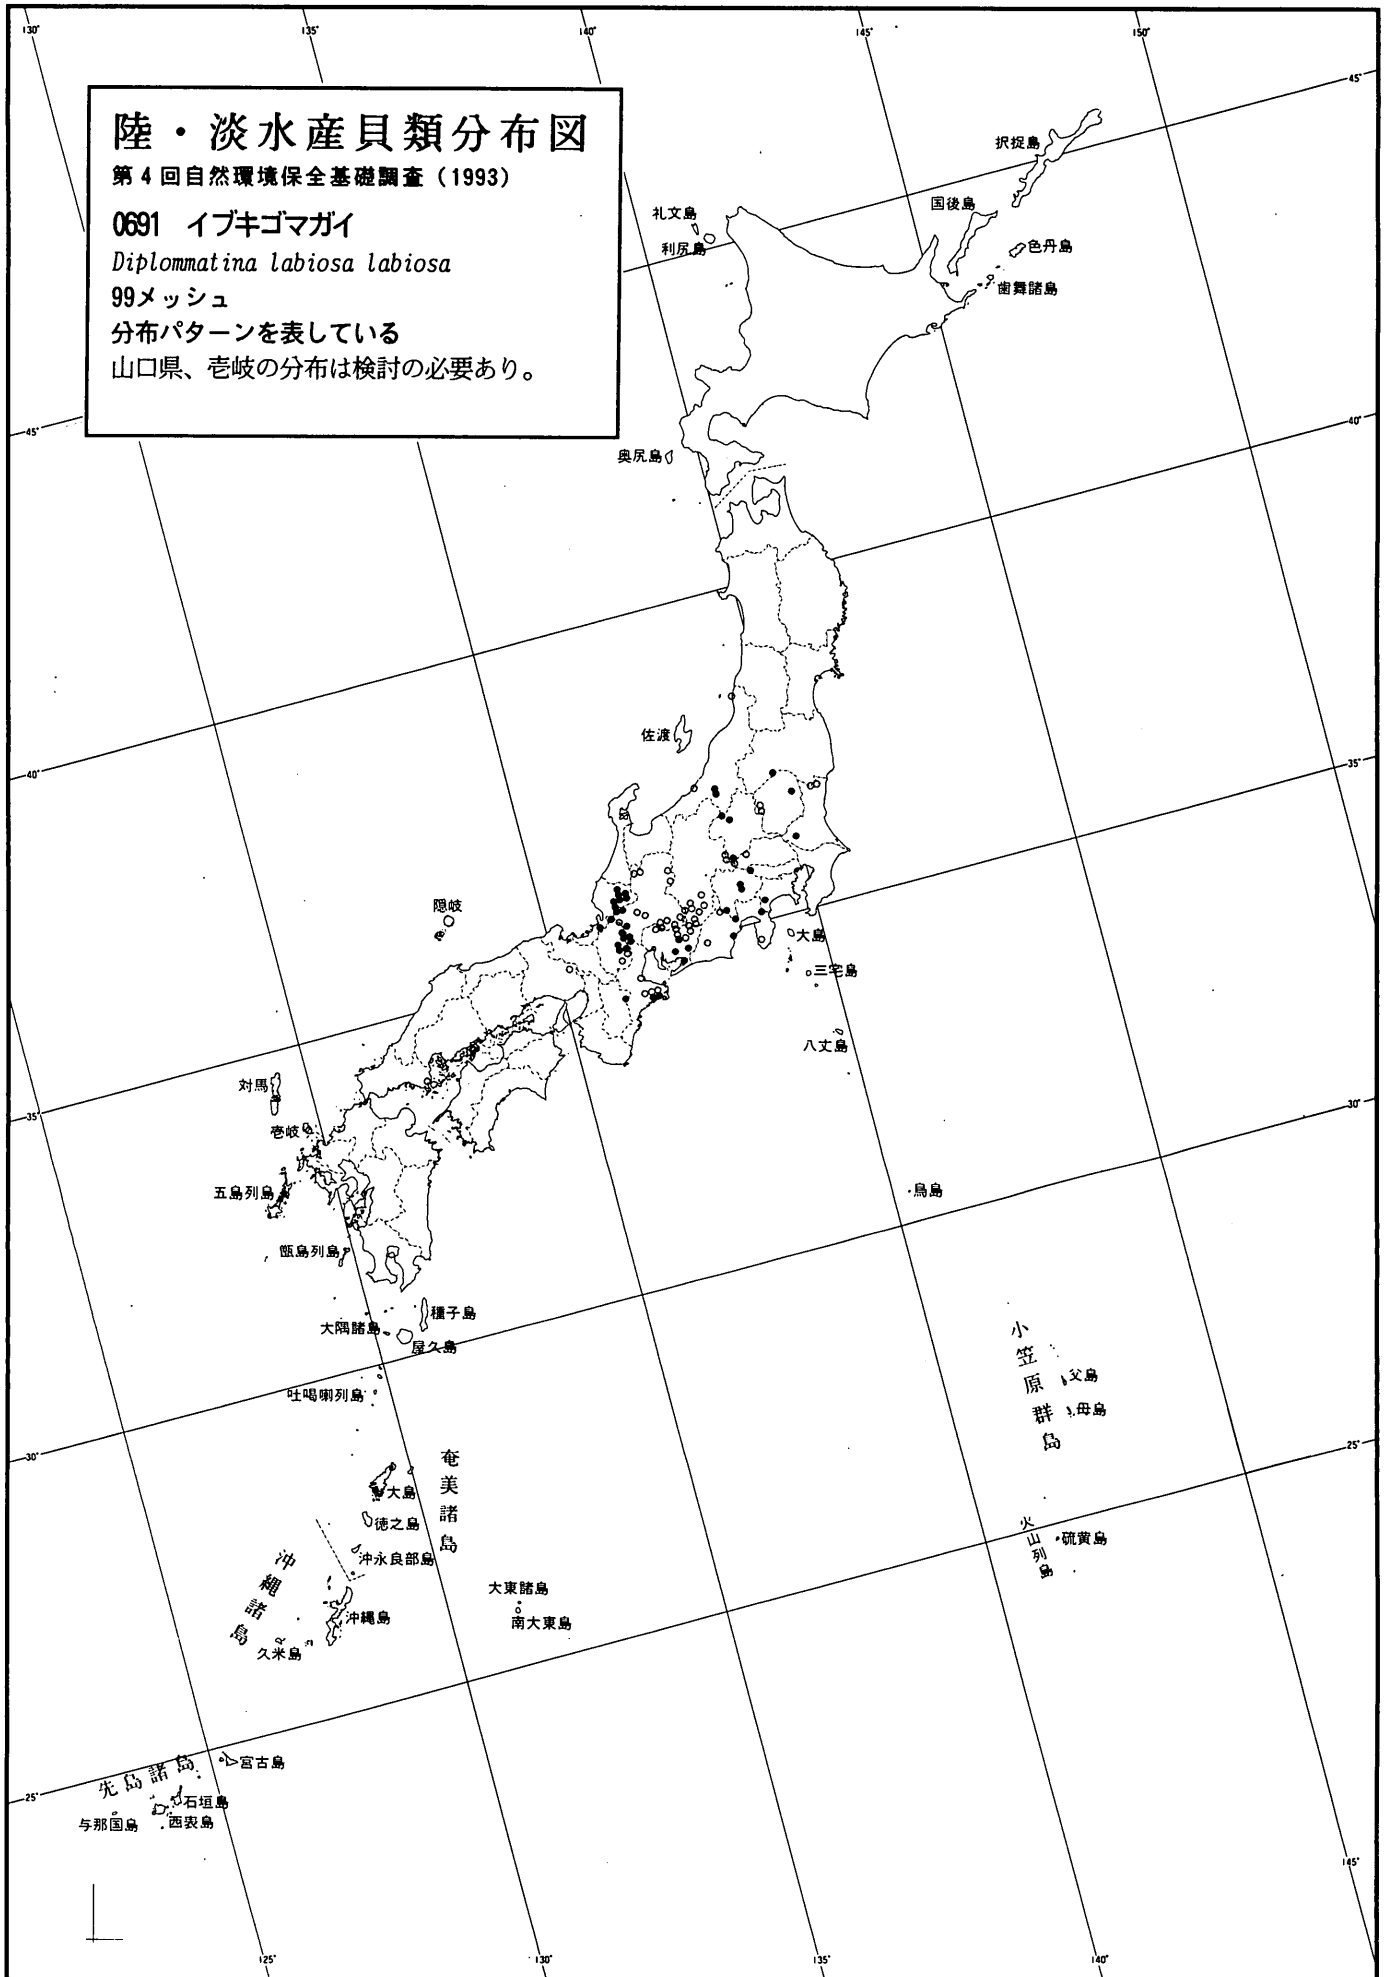 130°
135°
140°
145°
150°
45°
陸・淡水産貝類分布図
第4回自然環境保全基礎調査（1993）
0691 イブキゴマガイ
Diplommatina labiosa labiosa
99メッシュ
分布パターンを表している
山口県、壱岐の分布は検討の必要あり。
択捉島
国後島
色丹島
歯舞諸島
礼文島
利尻島
奥尻島
45°
40°
佐渡
40°
35°
隠岐
大島
三宅島
八丈島
対馬
壱岐
35°
30°
五島列島
鳥島
甑島列島
種子島
大隅諸島
屋久島
吐噶喇列島
小笠原群島
父島
母島
30°
25°
奄美諸島
大島
徳之島
沖永良部島
火山列島
硫黄島
沖縄諸島
沖縄島
久米島
大東諸島
南大東島
先島諸島
宮古島
石垣島
与那国島
西表島
25°
145°
125°
130°
135°
140°